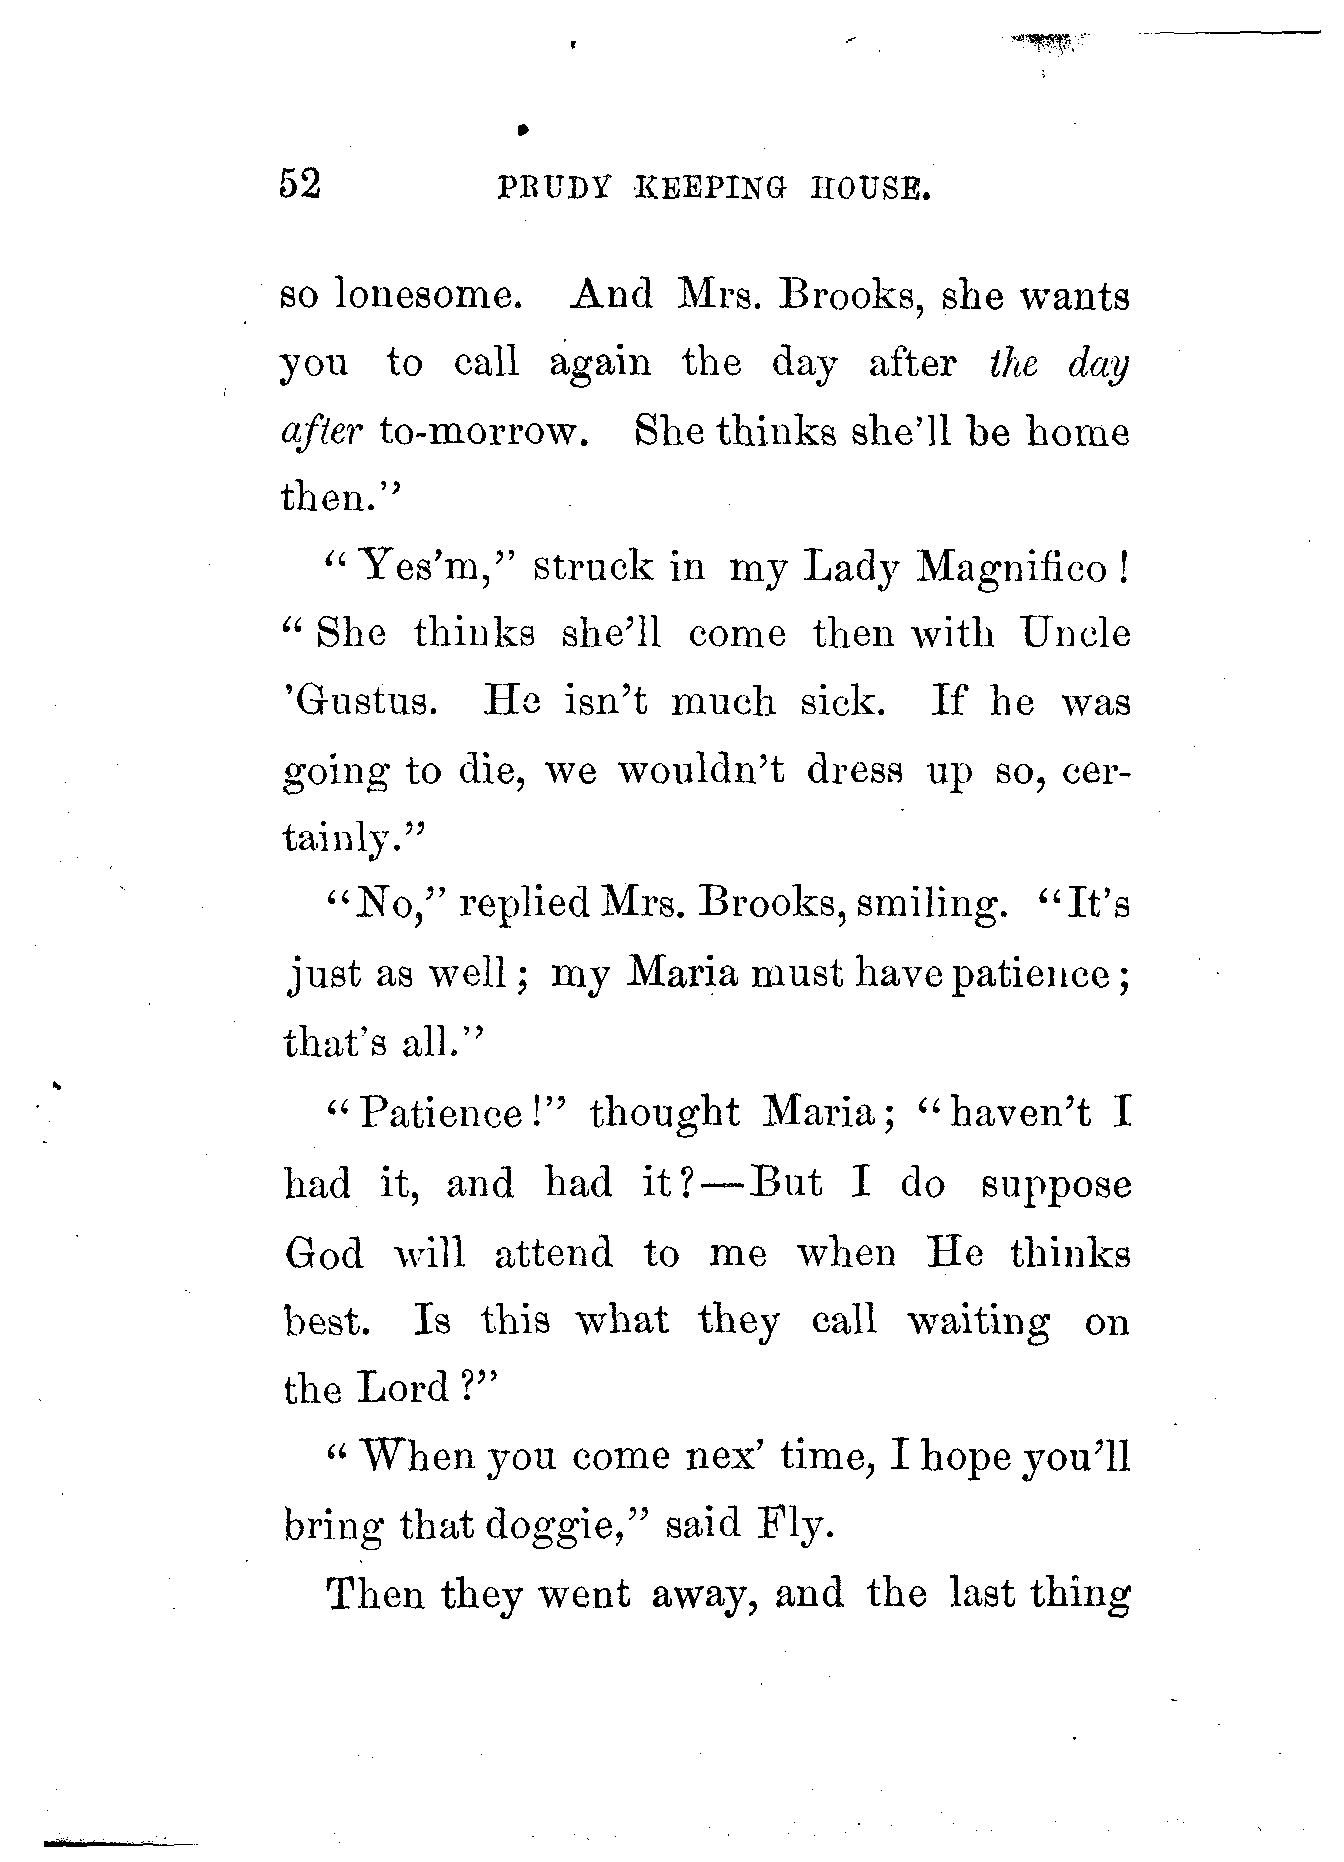 52 PRUDY KEEPING HOUSE.
so lonesome. And Mrs. Brooks, she wants
you to call again the day after the day
after to-morrow. She thinks she'll be home
then."
"Yes'm," struck in my Lady Magnifico!
"She thinks she'll come then with Uncle
'Gustus. He isn't much sick. If he was
going to die, we wouldn't dress up so, cer-
tainly."
"No," replied Mrs. Brooks, smiling. "It's
just as well; my Maria must have patience;
that's all."
"Patience!" thought Maria; "haven't I
had it, and had it?—But I do suppose
God will attend to me when He thinks
best. Is this what they call waiting on
the Lord?"
"When you come nex' time, I hope you'll
bring that doggie," said Fly.
Then they went away, and the last thing